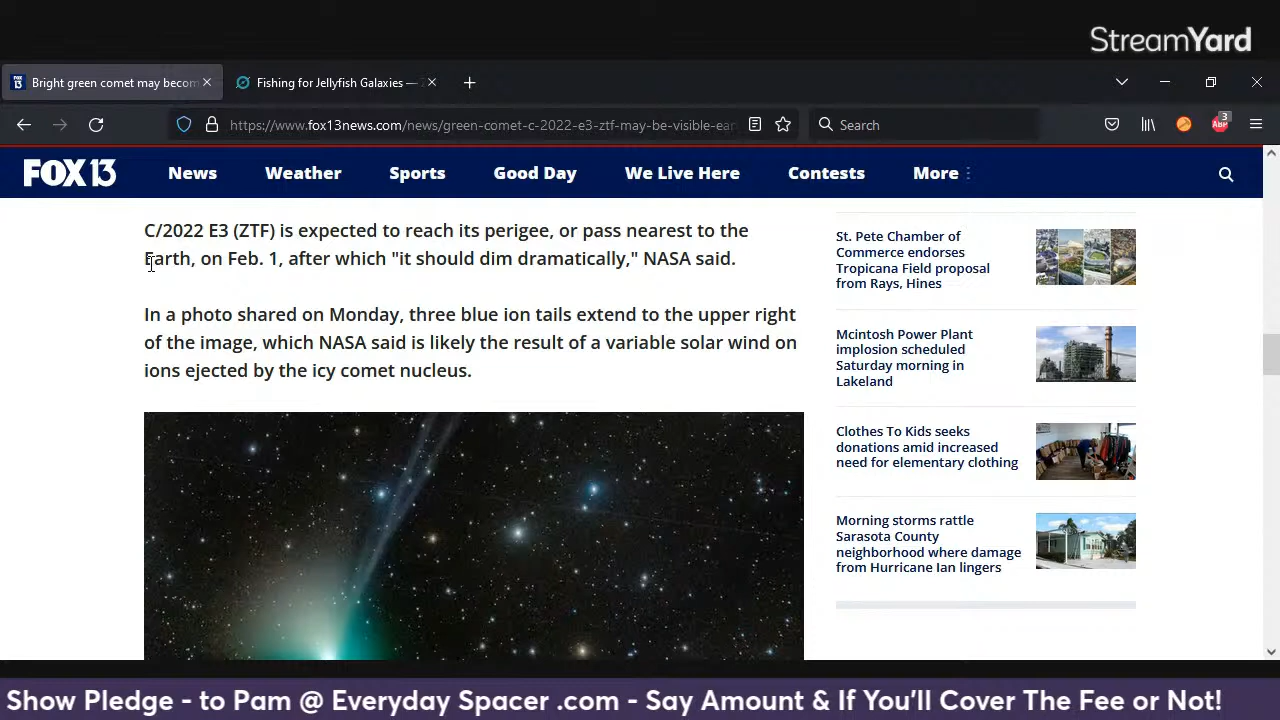 StreamYard
FOX 13 Bright green comet may becom
Fishing for Jellyfish Galaxies —
https://www.fox13news.com/news/green-comet-c-2022-e3-ztf-may-be-visible-ear
Search
ABP 3
FOX 13 News Weather Sports Good Day We Live Here Contests More
C/2022 E3 (ZTF) is expected to reach its perigee, or pass nearest to the
Earth, on Feb. 1, after which "it should dim dramatically," NASA said.
In a photo shared on Monday, three blue ion tails extend to the upper right
of the image, which NASA said is likely the result of a variable solar wind on
ions ejected by the icy comet nucleus.
St. Pete Chamber of
Commerce endorses
Tropicana Field proposal
from Rays, Hines
Mcintosh Power Plant
implosion scheduled
Saturday morning in
Lakeland
Clothes To Kids seeks
donations amid increased
need for elementary clothing
Morning storms rattle
Sarasota County
neighborhood where damage
from Hurricane Ian lingers
Show Pledge - to Pam @ Everyday Spacer .com - Say Amount & If You'll Cover The Fee or Not!